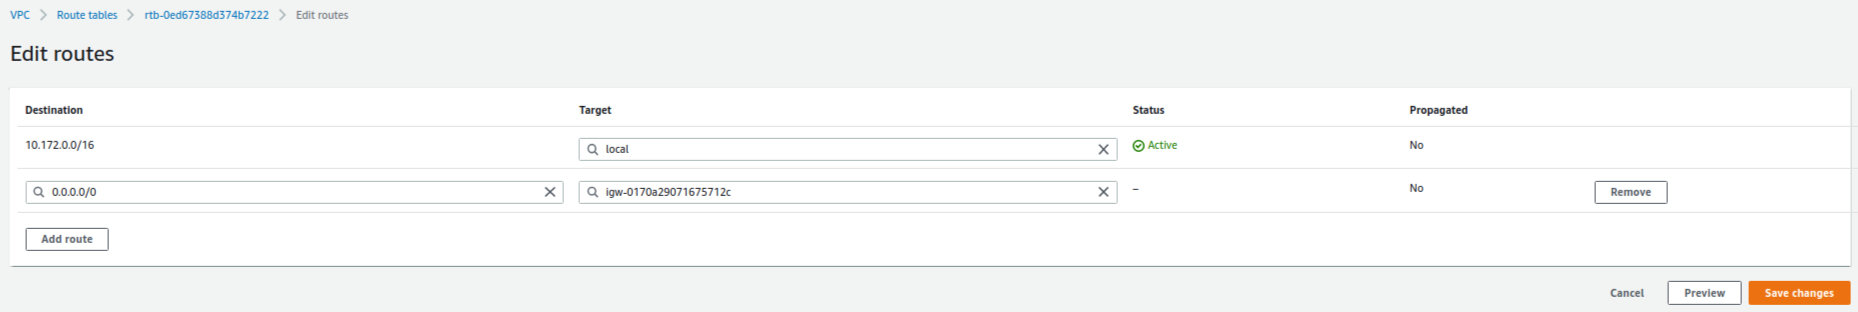 VPC > Route tables > rtb-0ed67388d374b7222 > Edit routes
Edit routes
Destination Target Status Propagated
10.172.0.0/16 local Active No
0.0.0.0/0 igw-0170a29071675712c – No Remove
Add route
Cancel Preview Save changes